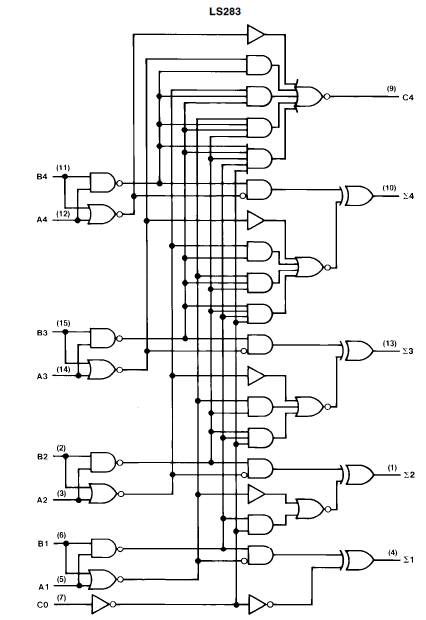 LS283
(9)
C4
B4
(11)
(10)
Σ4
A4
(12)
B3
(15)
(13)
Σ3
A3
(14)
B2
(2)
(1)
Σ2
A2
(3)
B1
(6)
(4)
Σ1
A1
(5)
C0
(7)